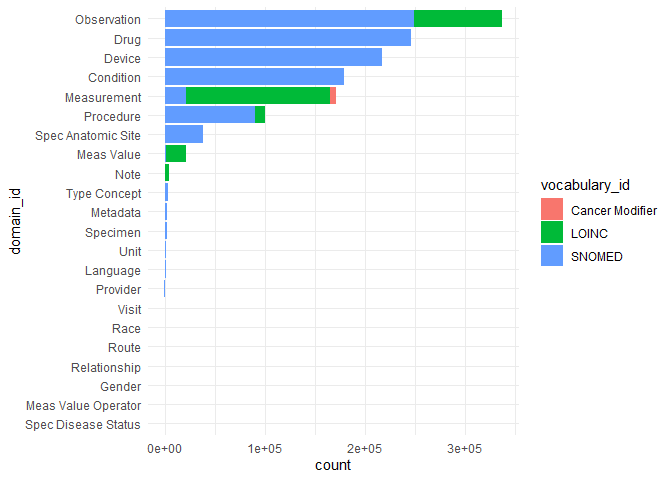 Observation
Drug
Device
Condition
Measurement
Procedure
Spec Anatomic Site
Meas Value
Note
Type Concept
Metadata
Specimen
Unit
Language
Provider
Visit
Race
Route
Relationship
Gender
Meas Value Operator
Spec Disease Status
domain_id
0e+00 1e+05 2e+05 3e+05
count
vocabulary_id
Cancer Modifier
LOINC
SNOMED